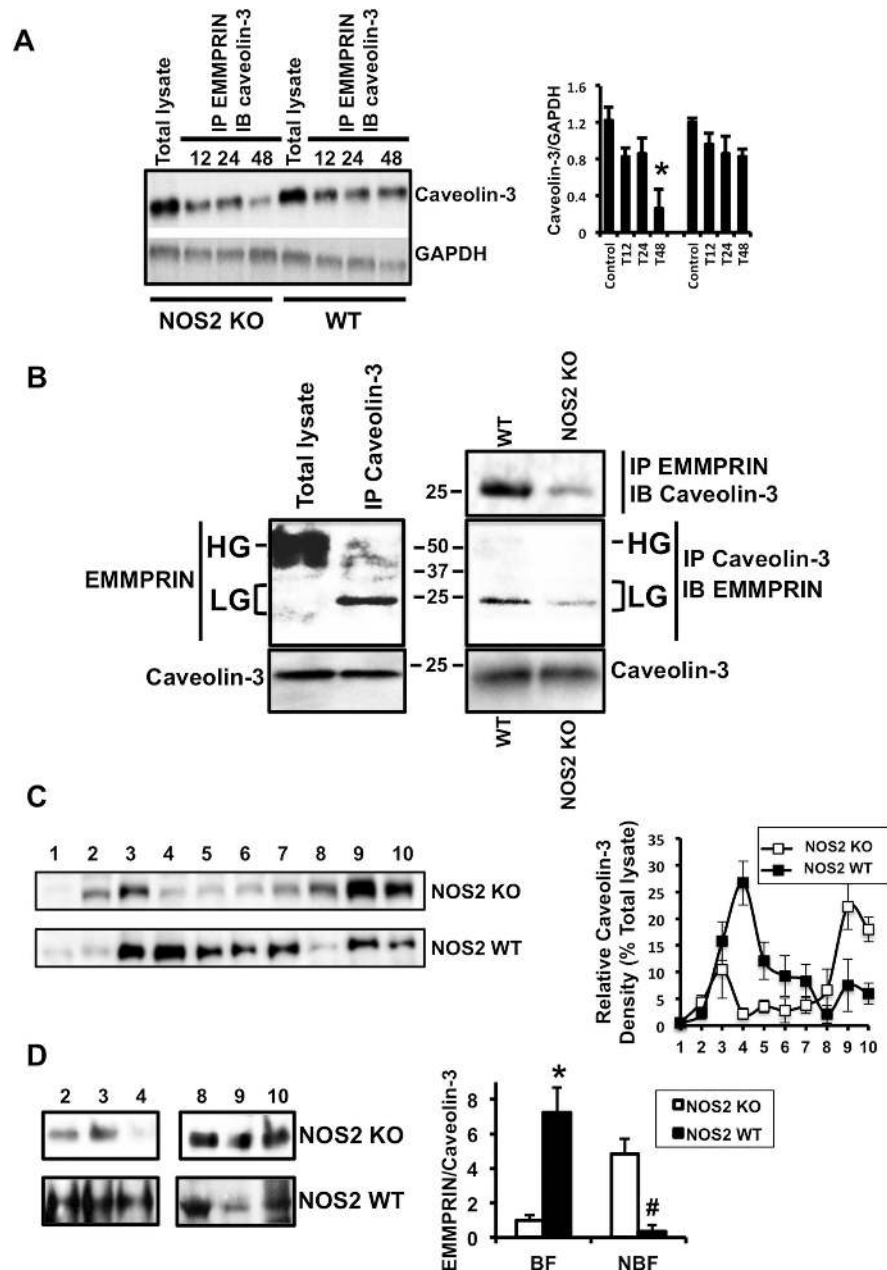 A
Total lysate
IP EMMPRIN
IB caveolin-3
Total lysate
IP EMMPRIN
IB caveolin-3
12 24 48 12 24 48
Caveolin-3
GAPDH
NOS2 KO WT
Caveolin-3/GAPDH
1.6
1.2
0.8
0.4
0
*
Control
T12
T24
T48
Control
T12
T24
T48
B
Total lysate
IP Caveolin-3
EMMPRIN
HG
LG
Caveolin-3
WT
NOS2 KO
25
IP EMMPRIN
IB Caveolin-3
50
37
25
HG
LG
IP Caveolin-3
IB EMMPRIN
25
Caveolin-3
WT
NOS2 KO
C
1 2 3 4 5 6 7 8 9 10
NOS2 KO
NOS2 WT
Relative Caveolin-3
Density (% Total lysate)
35
30
25
20
15
10
5
0
NOS2 KO
NOS2 WT
1 2 3 4 5 6 7 8 9 10
D
2 3 4 8 9 10
NOS2 KO
NOS2 WT
EMMPRIN/Caveolin-3
8
6
4
2
0
*
#
BF NBF
NOS2 KO
NOS2 WT